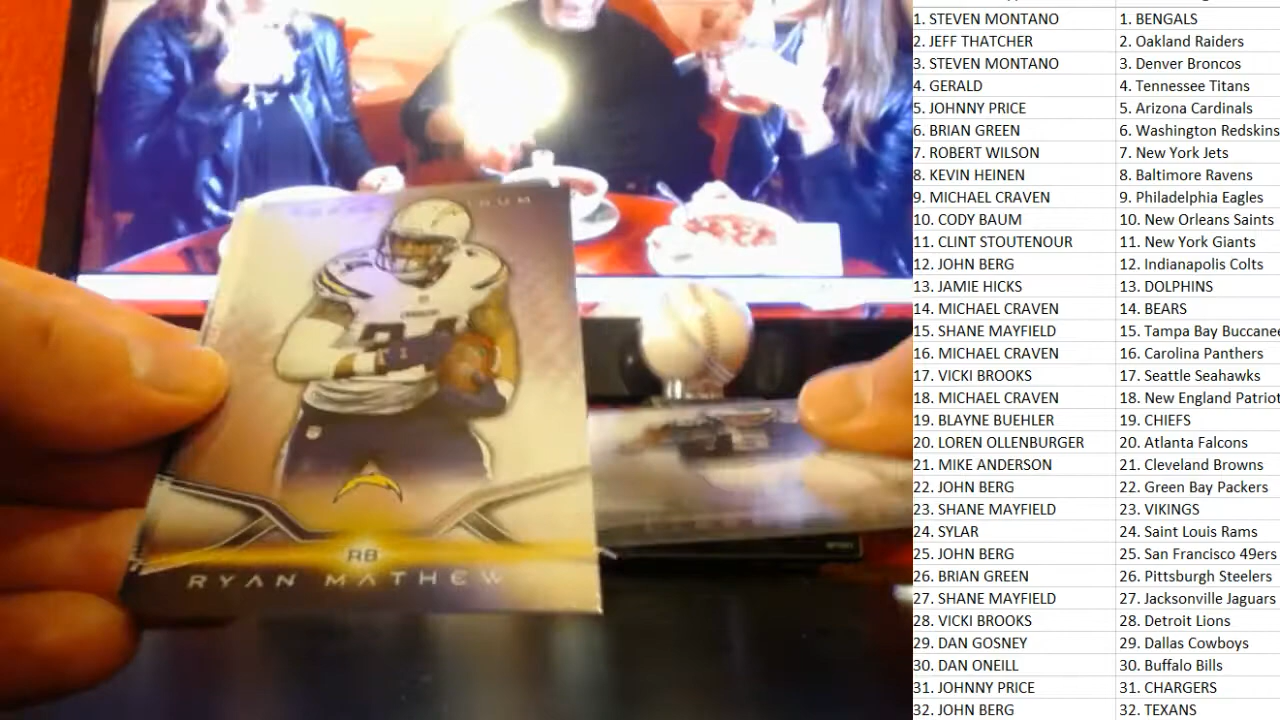 RB
RYAN MATHEW
1. STEVEN MONTANO 1. BENGALS
2. JEFF THATCHER 2. Oakland Raiders
3. STEVEN MONTANO 3. Denver Broncos
4. GERALD 4. Tennessee Titans
5. JOHNNY PRICE 5. Arizona Cardinals
6. BRIAN GREEN 6. Washington Redskins
7. ROBERT WILSON 7. New York Jets
8. KEVIN HEINEN 8. Baltimore Ravens
9. MICHAEL CRAVEN 9. Philadelphia Eagles
10. CODY BAUM 10. New Orleans Saints
11. CLINT STOUTENOUR 11. New York Giants
12. JOHN BERG 12. Indianapolis Colts
13. JAMIE HICKS 13. DOLPHINS
14. MICHAEL CRAVEN 14. BEARS
15. SHANE MAYFIELD 15. Tampa Bay Buccanee
16. MICHAEL CRAVEN 16. Carolina Panthers
17. VICKI BROOKS 17. Seattle Seahawks
18. MICHAEL CRAVEN 18. New England Patriot
19. BLAYNE BUEHLER 19. CHIEFS
20. LOREN OLLENBURGER 20. Atlanta Falcons
21. MIKE ANDERSON 21. Cleveland Browns
22. JOHN BERG 22. Green Bay Packers
23. SHANE MAYFIELD 23. VIKINGS
24. SYLAR 24. Saint Louis Rams
25. JOHN BERG 25. San Francisco 49ers
26. BRIAN GREEN 26. Pittsburgh Steelers
27. SHANE MAYFIELD 27. Jacksonville Jaguars
28. VICKI BROOKS 28. Detroit Lions
29. DAN GOSNEY 29. Dallas Cowboys
30. DAN ONEILL 30. Buffalo Bills
31. JOHNNY PRICE 31. CHARGERS
32. JOHN BERG 32. TEXANS